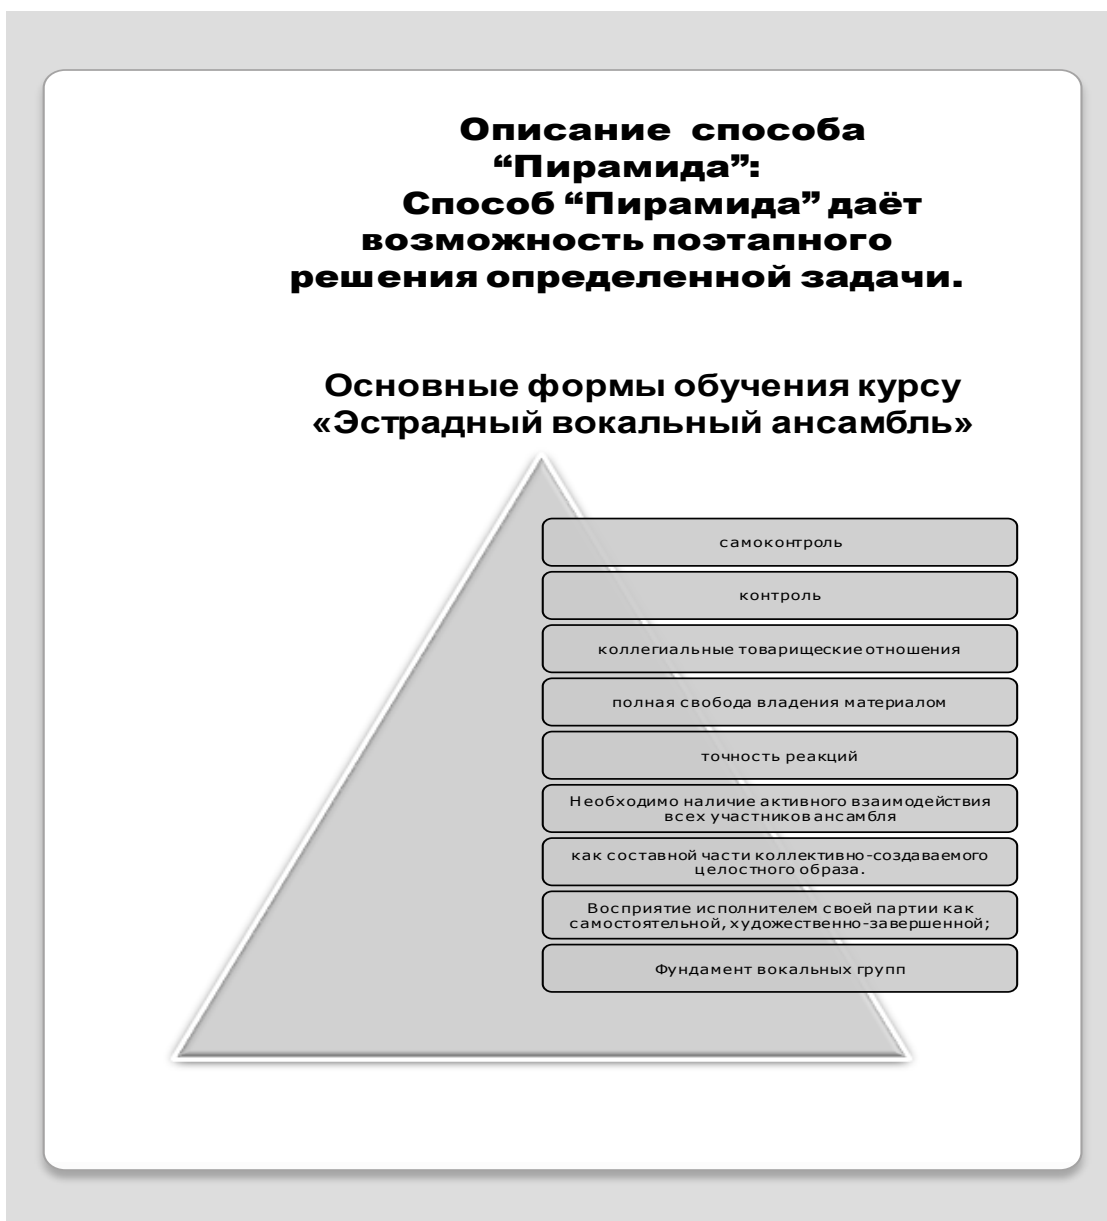 Описание способа
“Пирамида”:
Способ “Пирамида” даёт
возможность поэтапного
решения определенной задачи.
Основные формы обучения курсу
«Эстрадный вокальный ансамбль»
самоконтроль
контроль
коллегиальные товарищеские отношения
полная свобода владения материалом
точность реакций
Необходимо наличие активного взаимодействия
всех участников ансамбля
как составной части коллективно-создаваемого
целостного образа.
Восприятие исполнителем своей партии как
самостоятельной, художественно-завершенной;
Фундамент вокальных групп